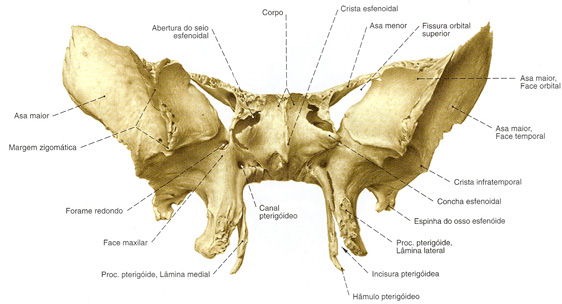 Corpo
Crista esfenoidal
Abertura do seio
esfenoidal
Asa menor
Fissura orbital
superior
Asa maior,
Face orbital
Asa maior
Asa maior,
Face temporal
Margem zigomática
Crista infratemporal
Concha esfenoidal
Forame redondo
Canal
pterigóideo
Espinha do osso esfenóide
Face maxilar
Proc. pterigóide,
Lâmina lateral
Proc. pterigóide, Lâmina medial
Incisura pterigóidea
Hâmulo pterigóideo